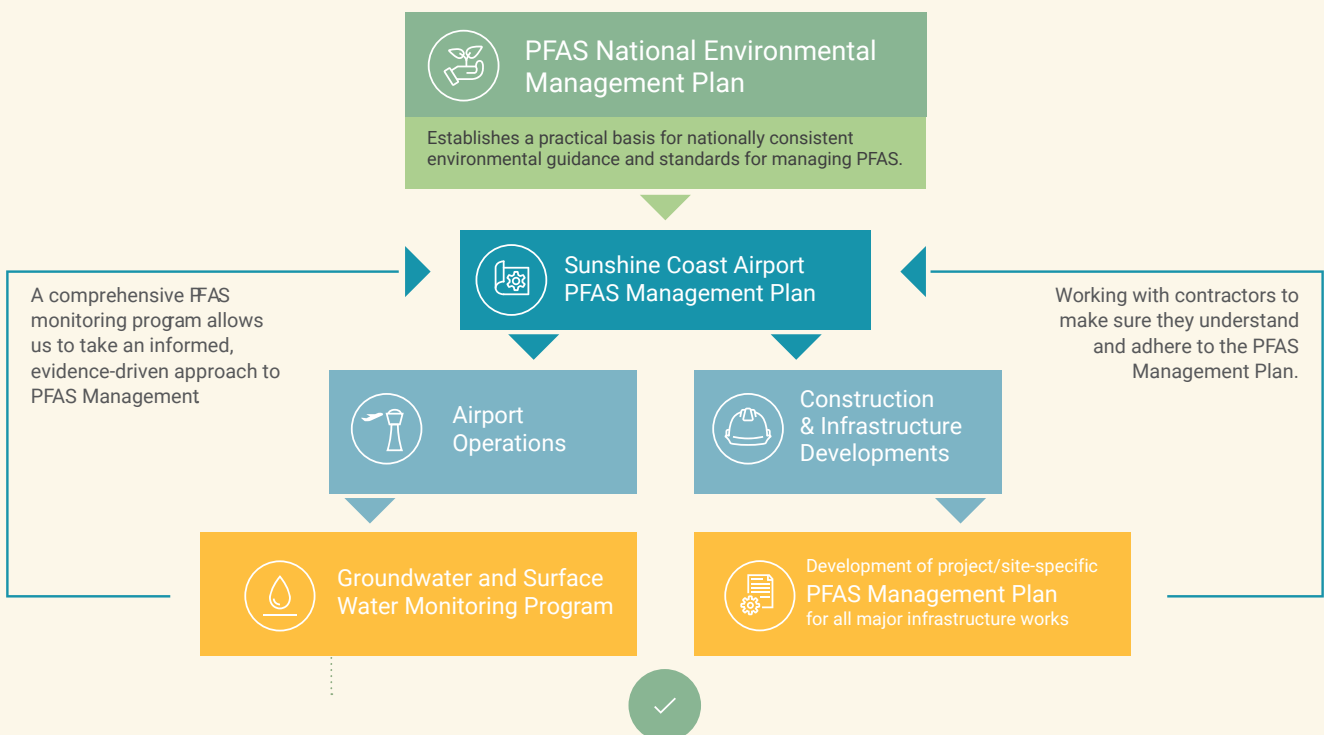 PFAS National Environmental
Management Plan
Establishes a practical basis for nationally consistent
environmental guidance and standards for managing PFAS.
Sunshine Coast Airport
PFAS Management Plan
A comprehensive PFAS
monitoring program allows
us to take an informed,
evidence-driven approach to
PFAS Management
Working with contractors to
make sure they understand
and adhere to the PFAS
Management Plan.
Airport
Operations
Construction
& Infrastructure
Developments
Groundwater and Surface
Water Monitoring Program
Development of project/site-specific
PFAS Management Plan
for all major infrastructure works